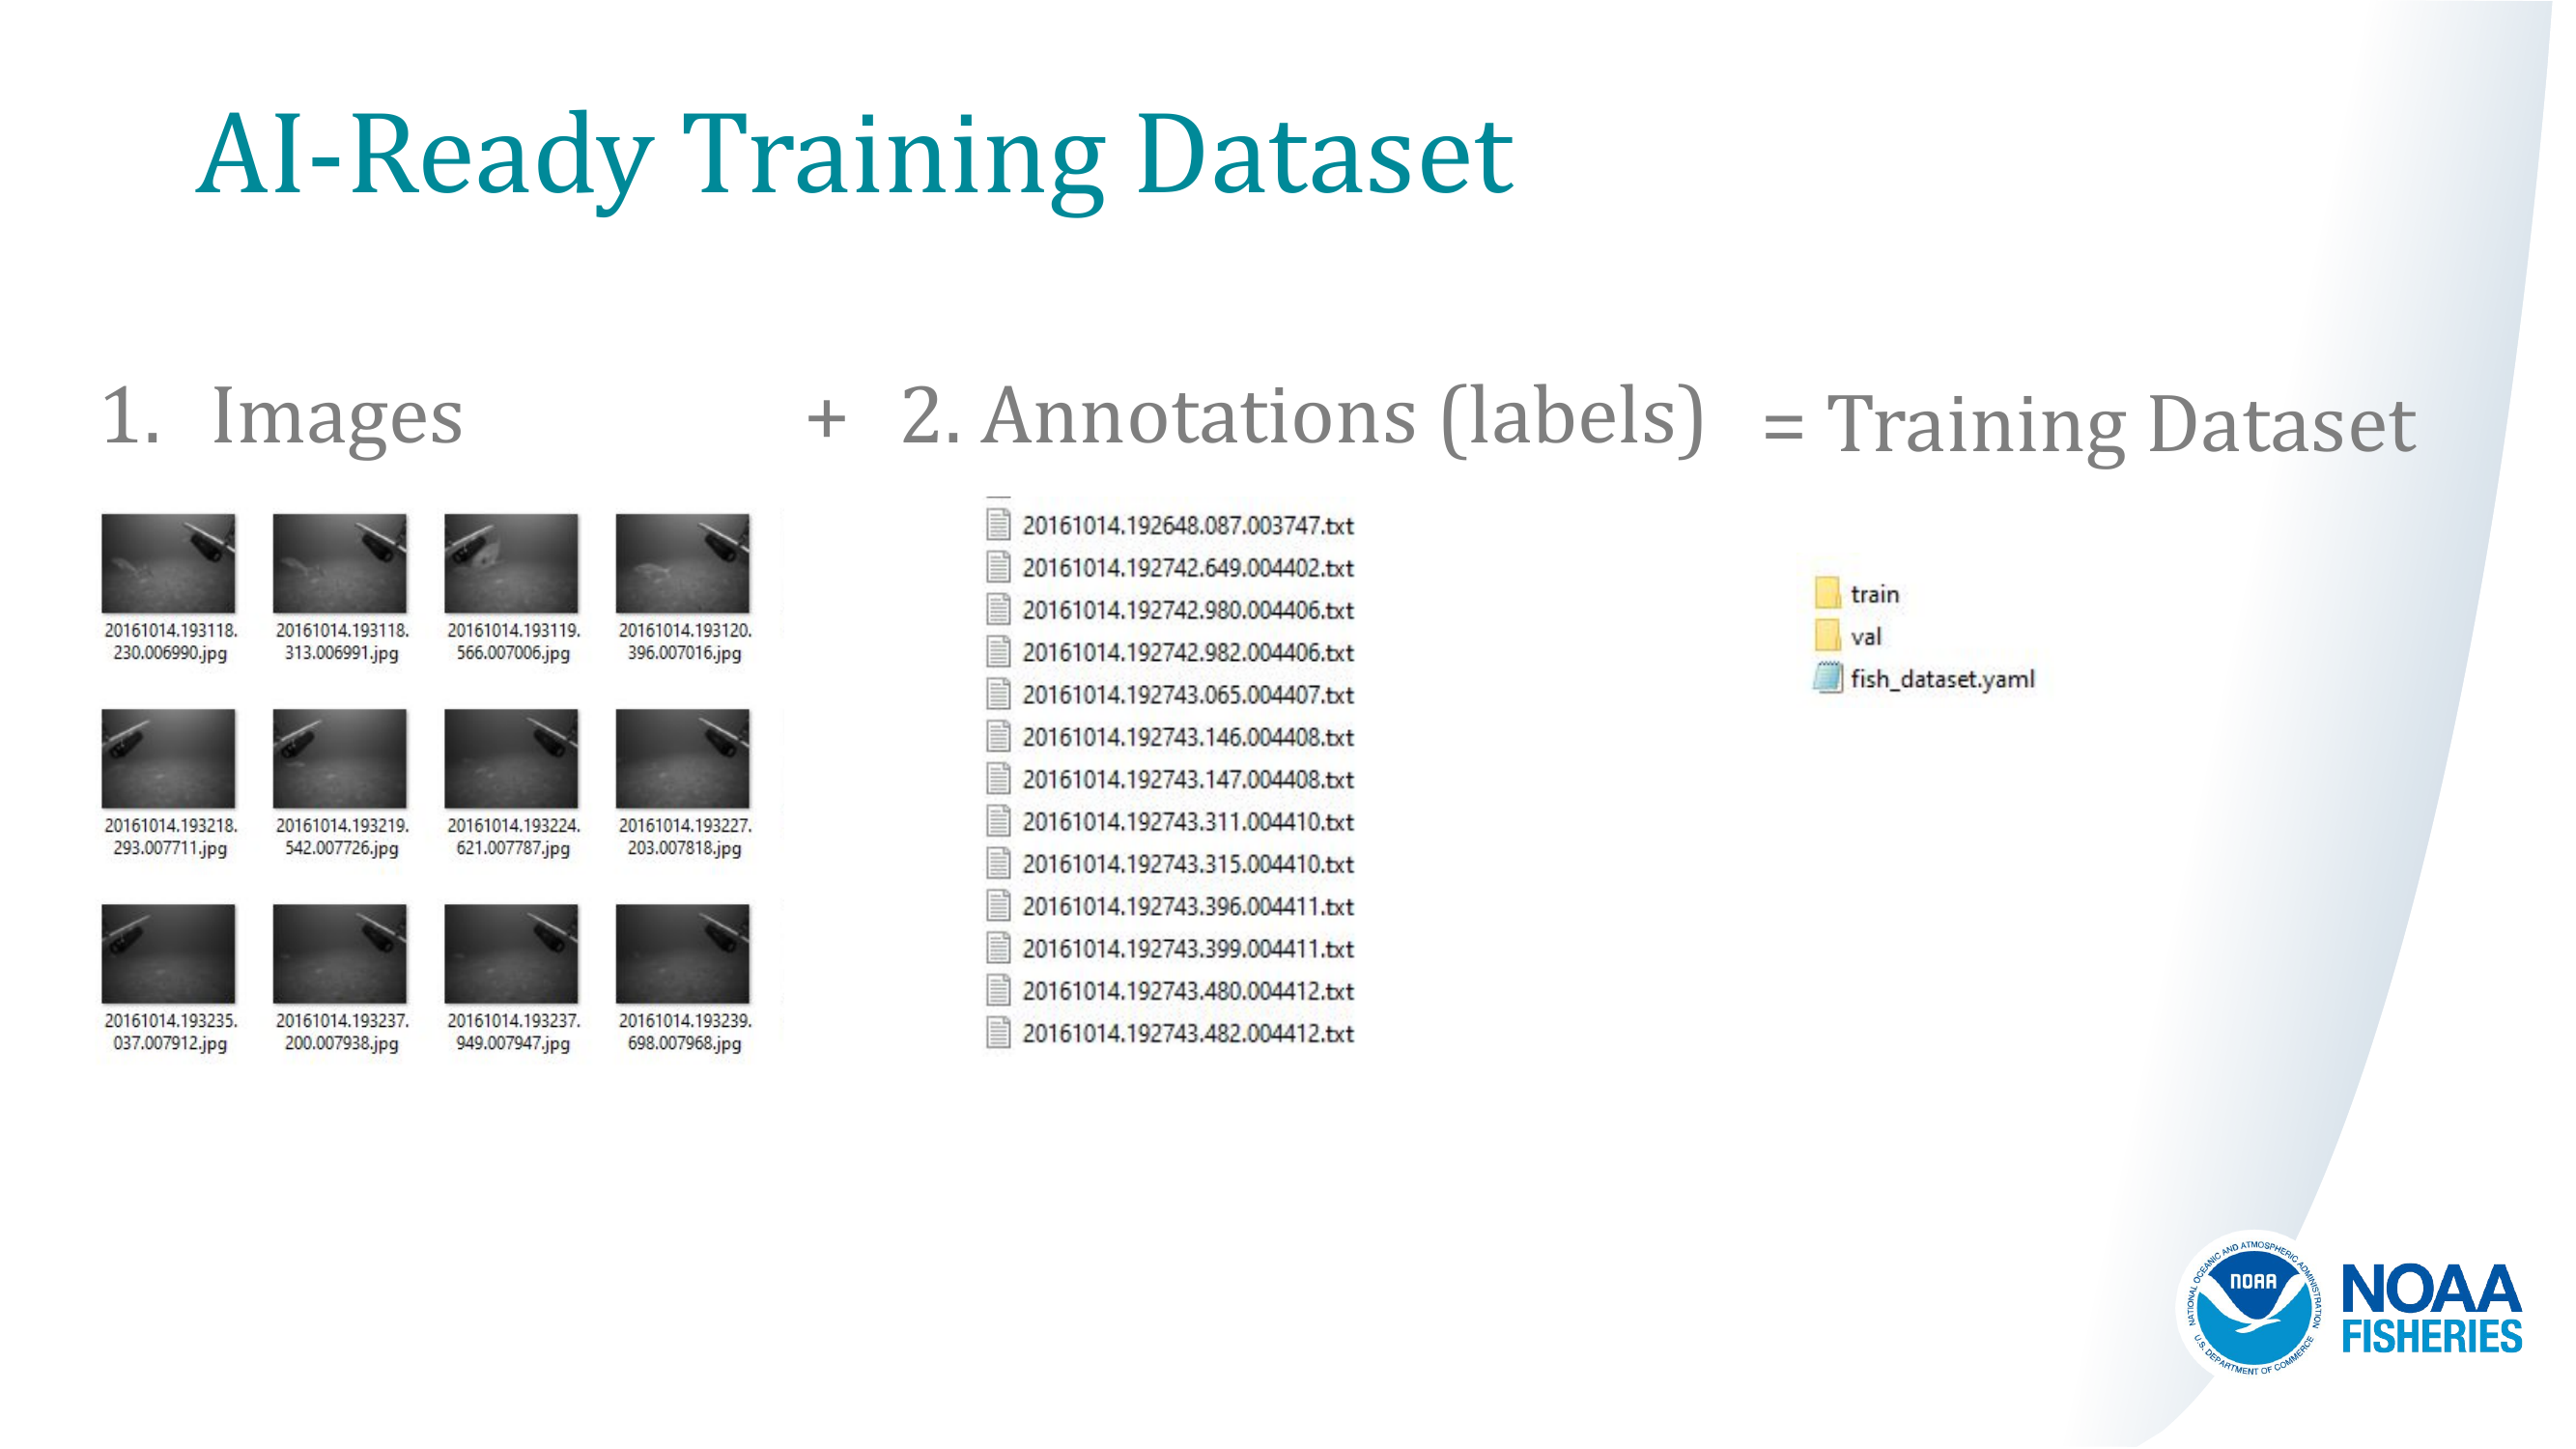 AI-Ready Training Dataset
1. Images + 2. Annotations (labels) = Training Dataset
20161014.193118.
230.006990.jpg
20161014.193118.
313.006991.jpg
20161014.193119.
566.007006.jpg
20161014.193120.
396.007016.jpg
20161014.193218.
293.007711.jpg
20161014.193219.
542.007726.jpg
20161014.193224.
621.007787.jpg
20161014.193227.
203.007818.jpg
20161014.193235.
037.007912.jpg
20161014.193237.
200.007938.jpg
20161014.193237.
949.007947.jpg
20161014.193239.
698.007968.jpg
20161014.192648.087.003747.txt
20161014.192742.649.004402.txt
20161014.192742.980.004406.txt
20161014.192742.982.004406.txt
20161014.192743.065.004407.txt
20161014.192743.146.004408.txt
20161014.192743.147.004408.txt
20161014.192743.311.004410.txt
20161014.192743.315.004410.txt
20161014.192743.396.004411.txt
20161014.192743.399.004411.txt
20161014.192743.480.004412.txt
20161014.192743.482.004412.txt
train
val
fish_dataset.yaml
NATIONAL OCEANIC AND ATMOSPHERIC ADMINISTRATION
NOAA
U.S. DEPARTMENT OF COMMERCE
NOAA
FISHERIES